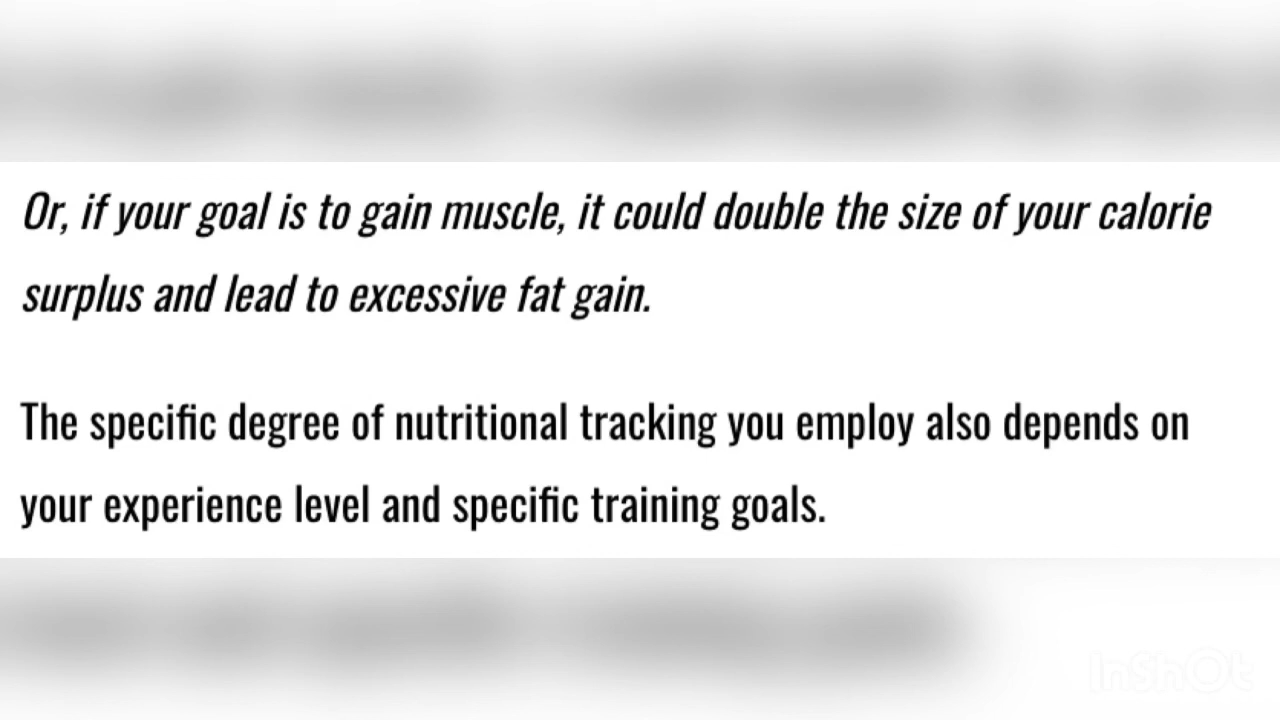 Or, if your goal is to gain muscle, it could double the size of your calorie
surplus and lead to excessive fat gain.
The specific degree of nutritional tracking you employ also depends on
your experience level and specific training goals.
InShOt